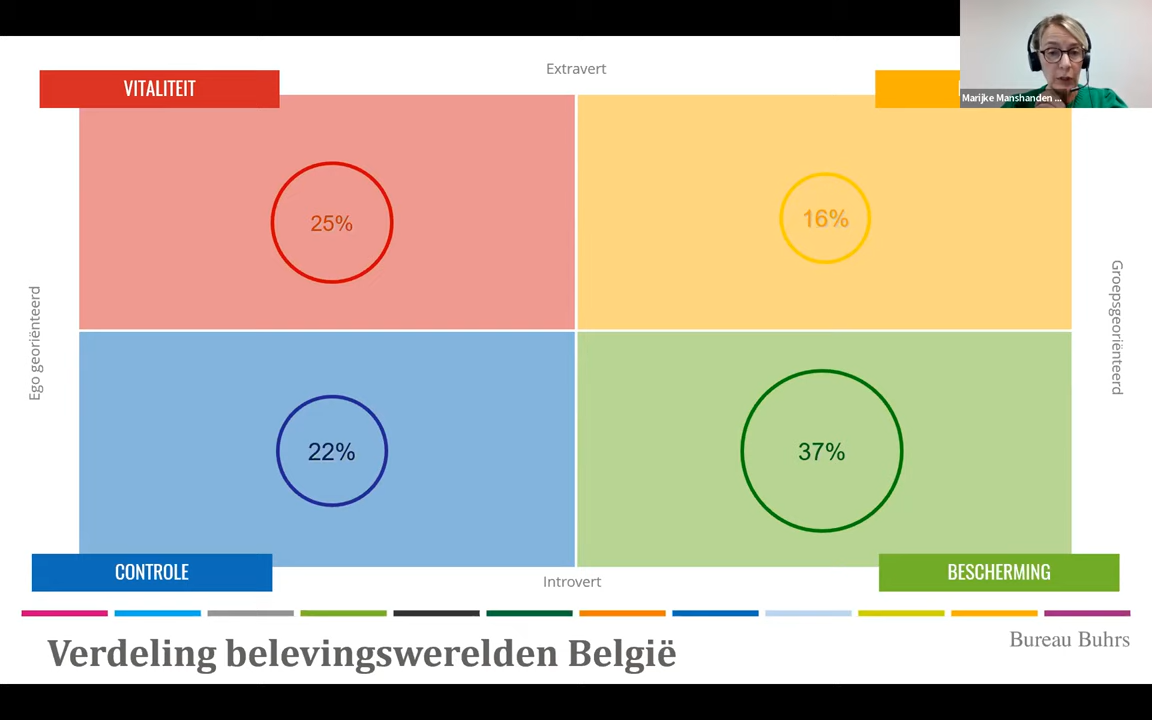 Extravert
VITALITEIT
Marijke Manshanden ...
25%
16%
Ego georiënteerd
Groepsgeoriënteerd
22%
37%
CONTROLE
BESCHERMING
Introvert
Verdeling belevingswerelden België
Bureau Buhrs